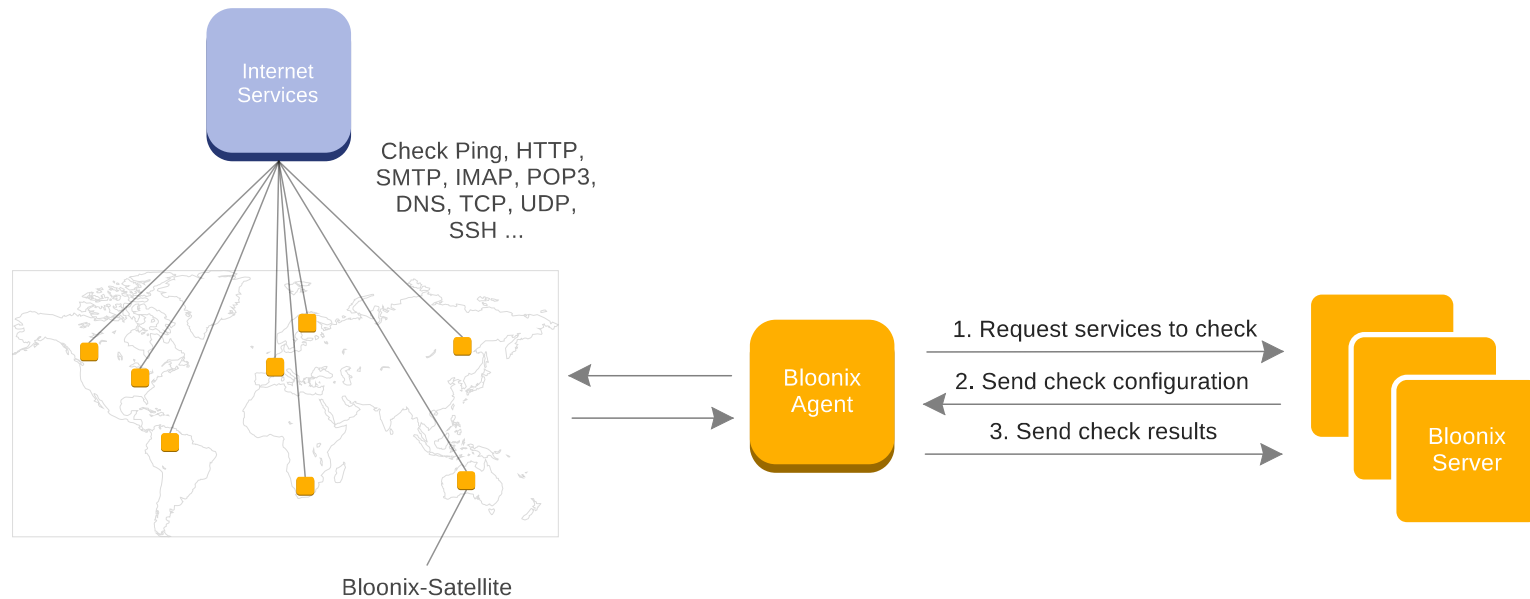 Internet
Services
Check Ping, HTTP,
SMTP, IMAP, POP3,
DNS, TCP, UDP,
SSH ...
Bloonix-Satellite
Bloonix
Agent
1. Request services to check
2. Send check configuration
3. Send check results
Bloonix
Server